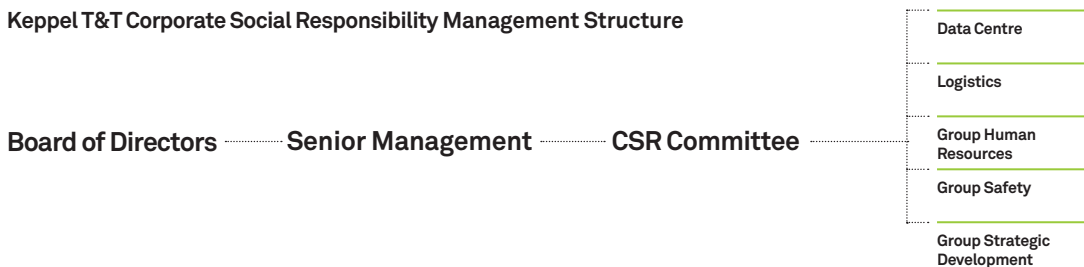 Keppel T&T Corporate Social Responsibility Management Structure
Board of Directors
Senior Management
CSR Committee
Data Centre
Logistics
Group Human
Resources
Group Safety
Group Strategic
Development